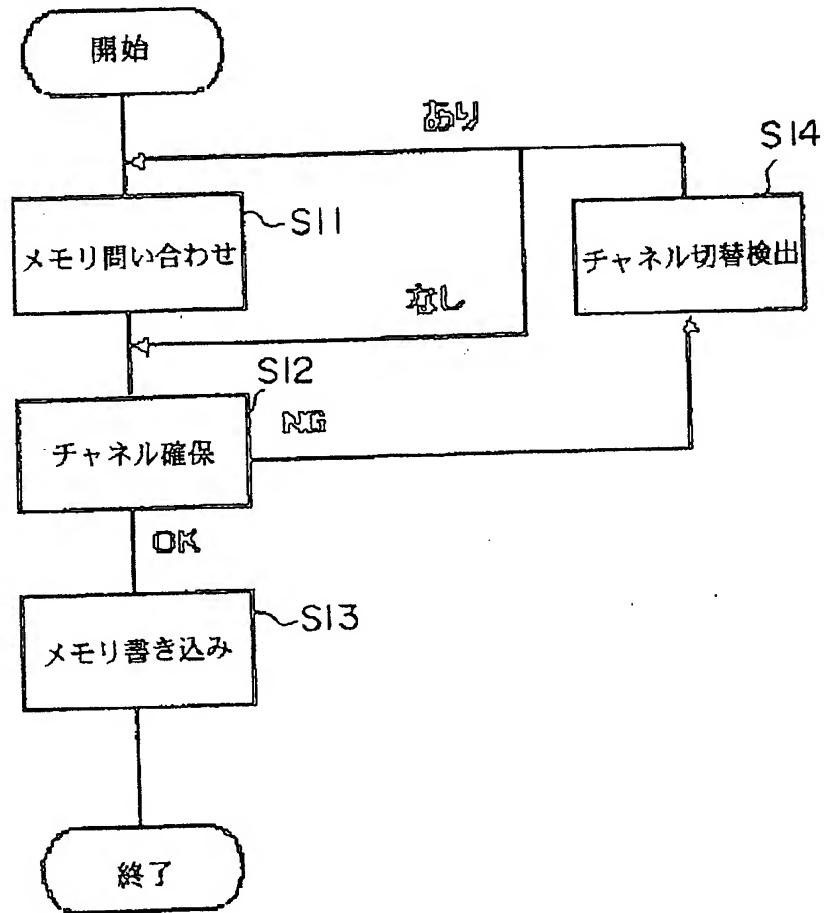 開始
あり
S14
S11
メモリ問い合わせ
チャネル切替検出
なし
S12
NG
チャネル確保
OK
S13
メモリ書き込み
終了